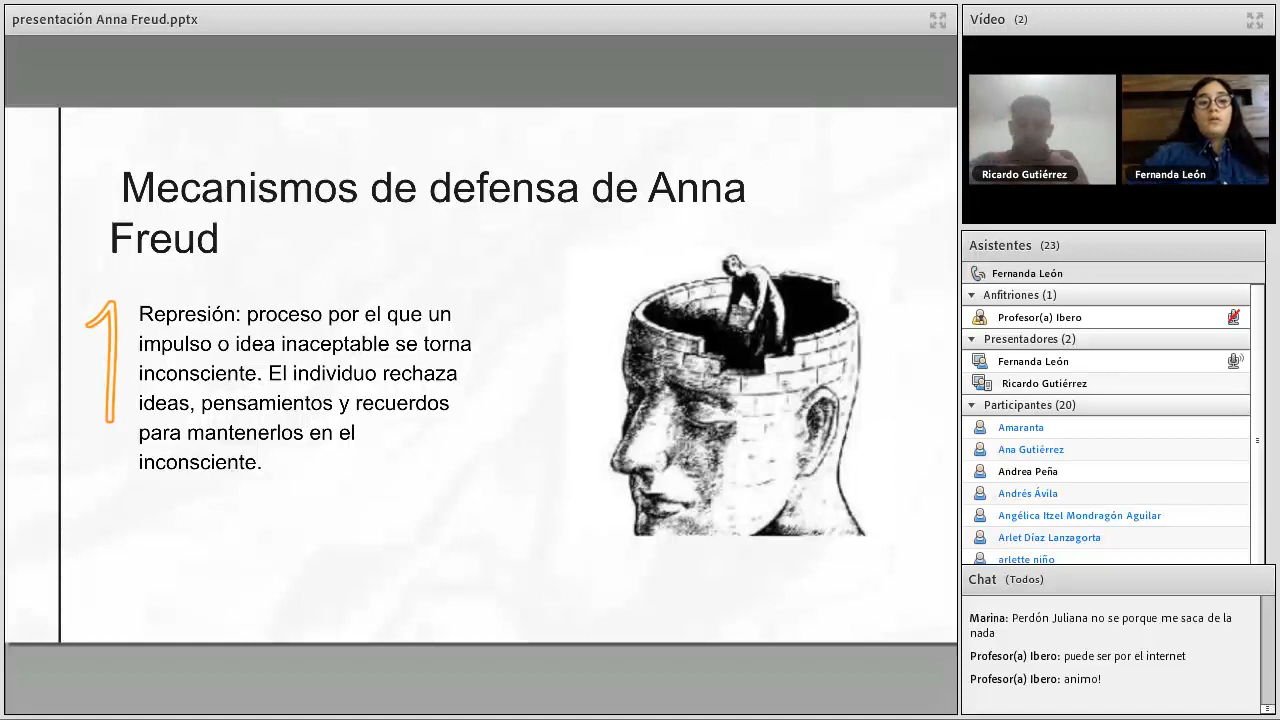 presentación Anna Freud.pptx
Mecanismos de defensa de Anna
Freud
1
Represión: proceso por el que un
impulso o idea inaceptable se torna
inconsciente. El individuo rechaza
ideas, pensamientos y recuerdos
para mantenerlos en el
inconsciente.
Vídeo (2)
Ricardo Gutiérrez
Fernanda León
Asistentes (23)
Fernanda León
Anfitriones (1)
Profesor(a) Ibero
Presentadores (2)
Fernanda León
Ricardo Gutiérrez
Participantes (20)
Amaranta
Ana Gutiérrez
Andrea Peña
Andrés Ávila
Angélica Itzel Mondragón Aguilar
Arlet Díaz Lanzagorta
arlette niño
Chat (Todos)
Marina: Perdón Juliana no se porque me saca de la
nada
Profesor(a) Ibero: puede ser por el internet
Profesor(a) Ibero: animo!